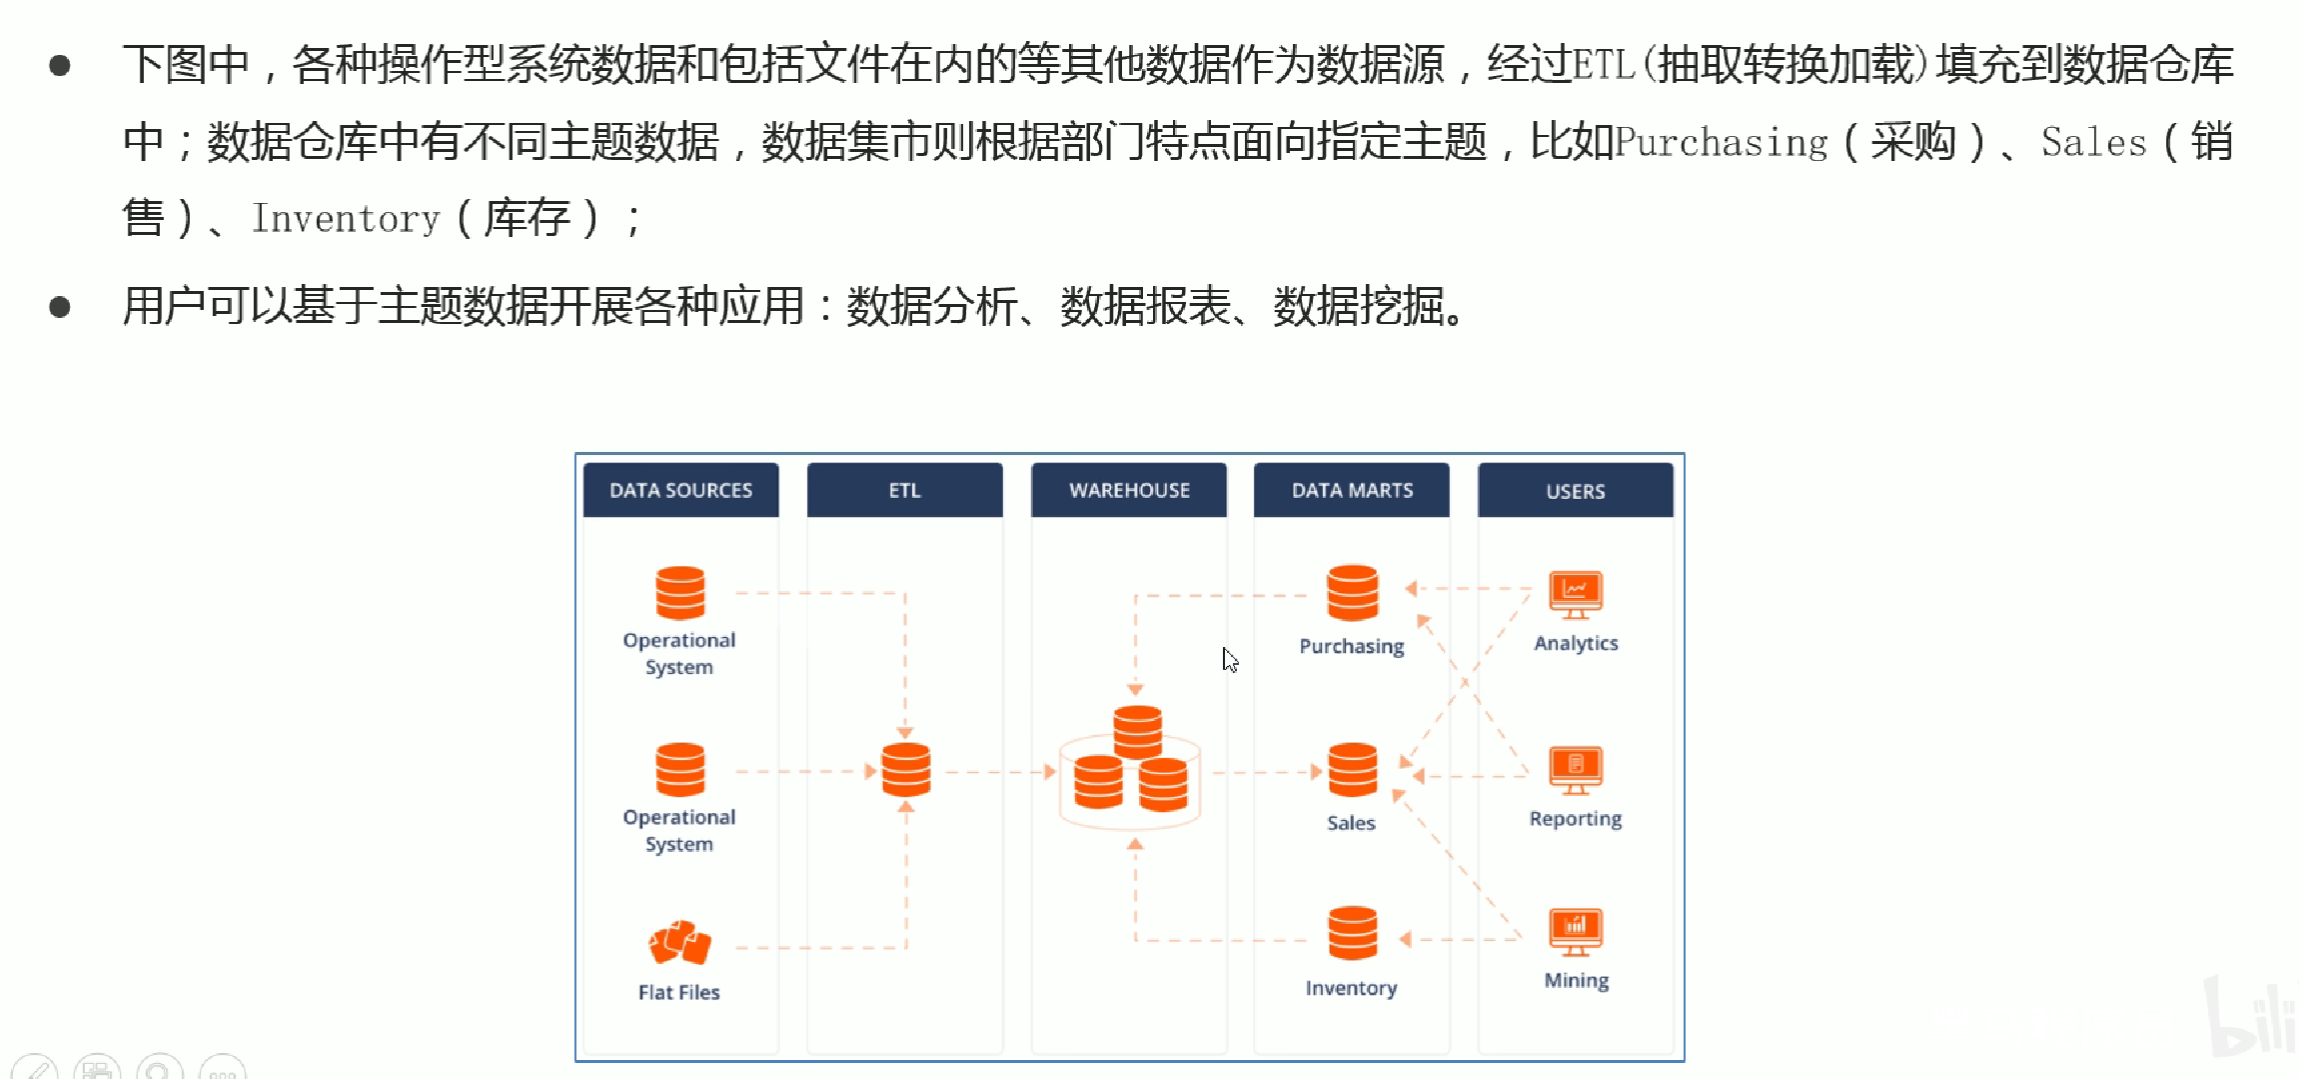 下图中，各种操作型系统数据和包括文件在内的等其他数据作为数据源，经过ETL(抽取转换加载)填充到数据仓库
中；数据仓库中有不同主题数据，数据集市则根据部门特点面向指定主题，比如Purchasing（采购）、Sales（销
售）、Inventory（库存）；
用户可以基于主题数据开展各种应用：数据分析、数据报表、数据挖掘。
DATA SOURCES
ETL
WAREHOUSE
DATA MARTS
USERS
Operational
System
Purchasing
Analytics
Operational
System
Sales
Reporting
Flat Files
Inventory
Mining
bili